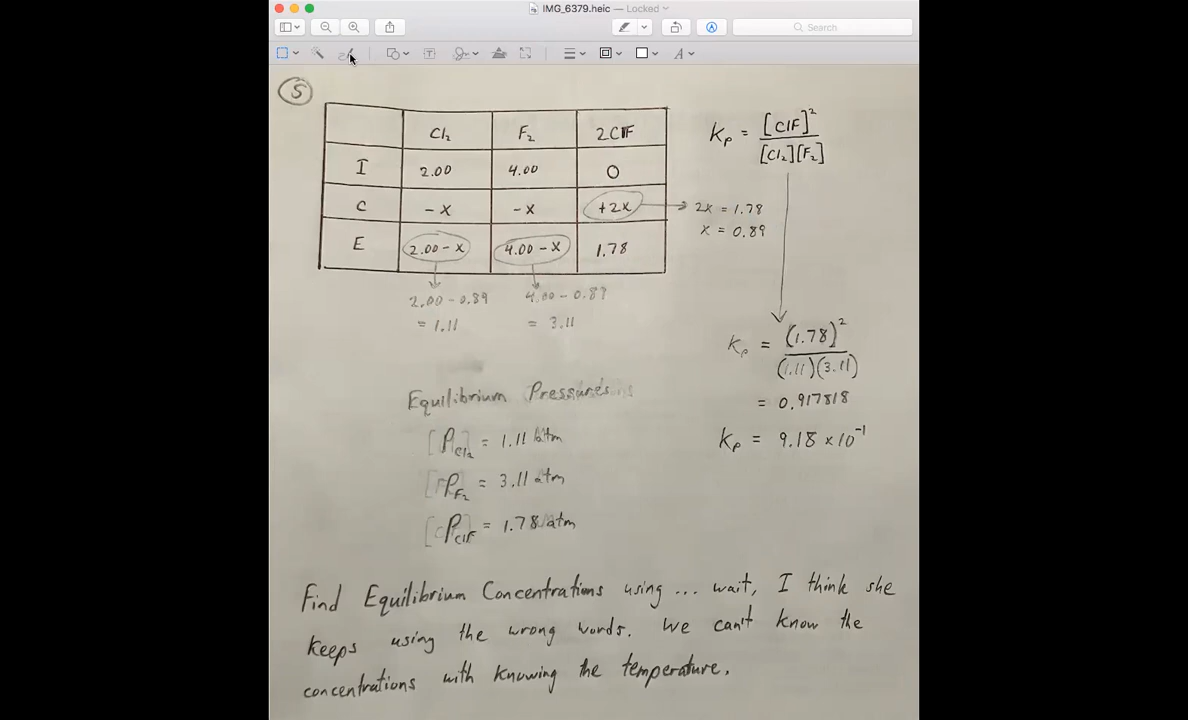 IMG_6379.heic — Locked
Search
5
Cl₂ F₂ 2ClF
I 2.00 4.00 0
C -x -x +2x
E 2.00-x 4.00-x 1.78
2.00-0.89
= 1.11
4.00-0.89
= 3.11
2x = 1.78
x = 0.89
Kp = [ClF]² / [Cl₂][F₂]
Kp = (1.78)² / (1.11)(3.11)
= 0.917818
Kp = 9.18 x 10⁻¹
Equilibrium Pressures
P Cl₂ = 1.11 atm
P F₂ = 3.11 atm
P ClF = 1.78 atm
Find Equilibrium Concentrations using ... wait, I think she
keeps using the wrong words. We can't know the
concentrations with knowing the temperature.